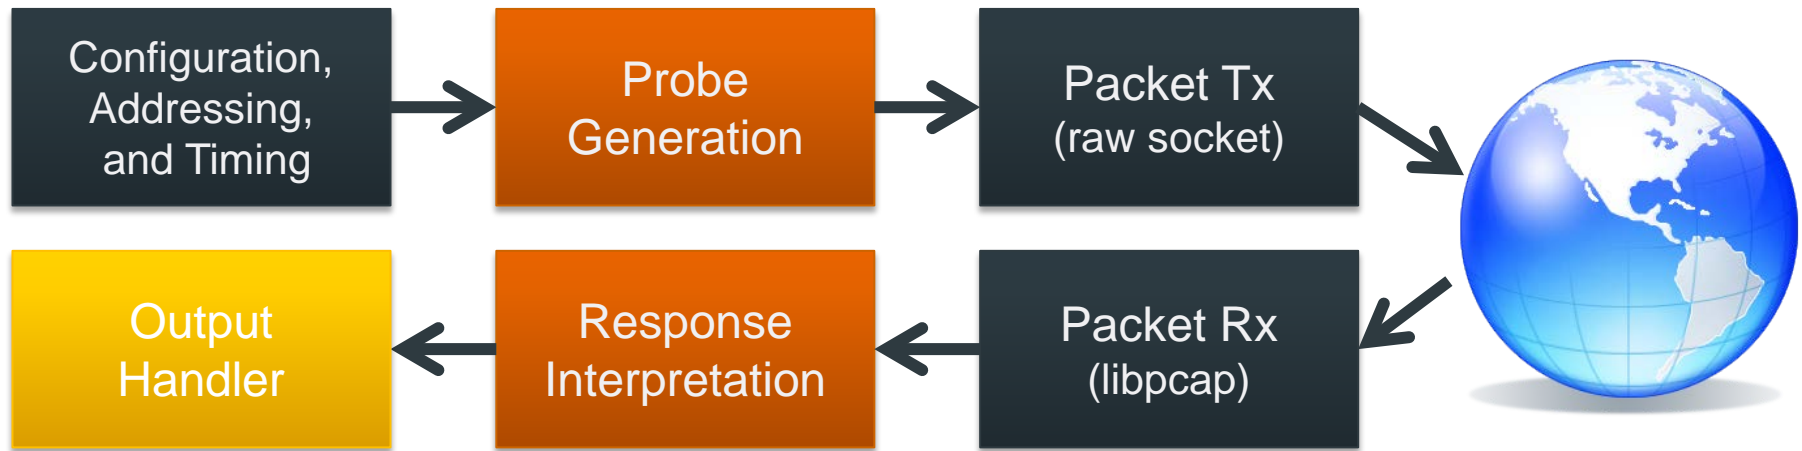 Configuration,
Addressing,
and Timing
Probe
Generation
Packet Tx
(raw socket)
Output
Handler
Response
Interpretation
Packet Rx
(libpcap)